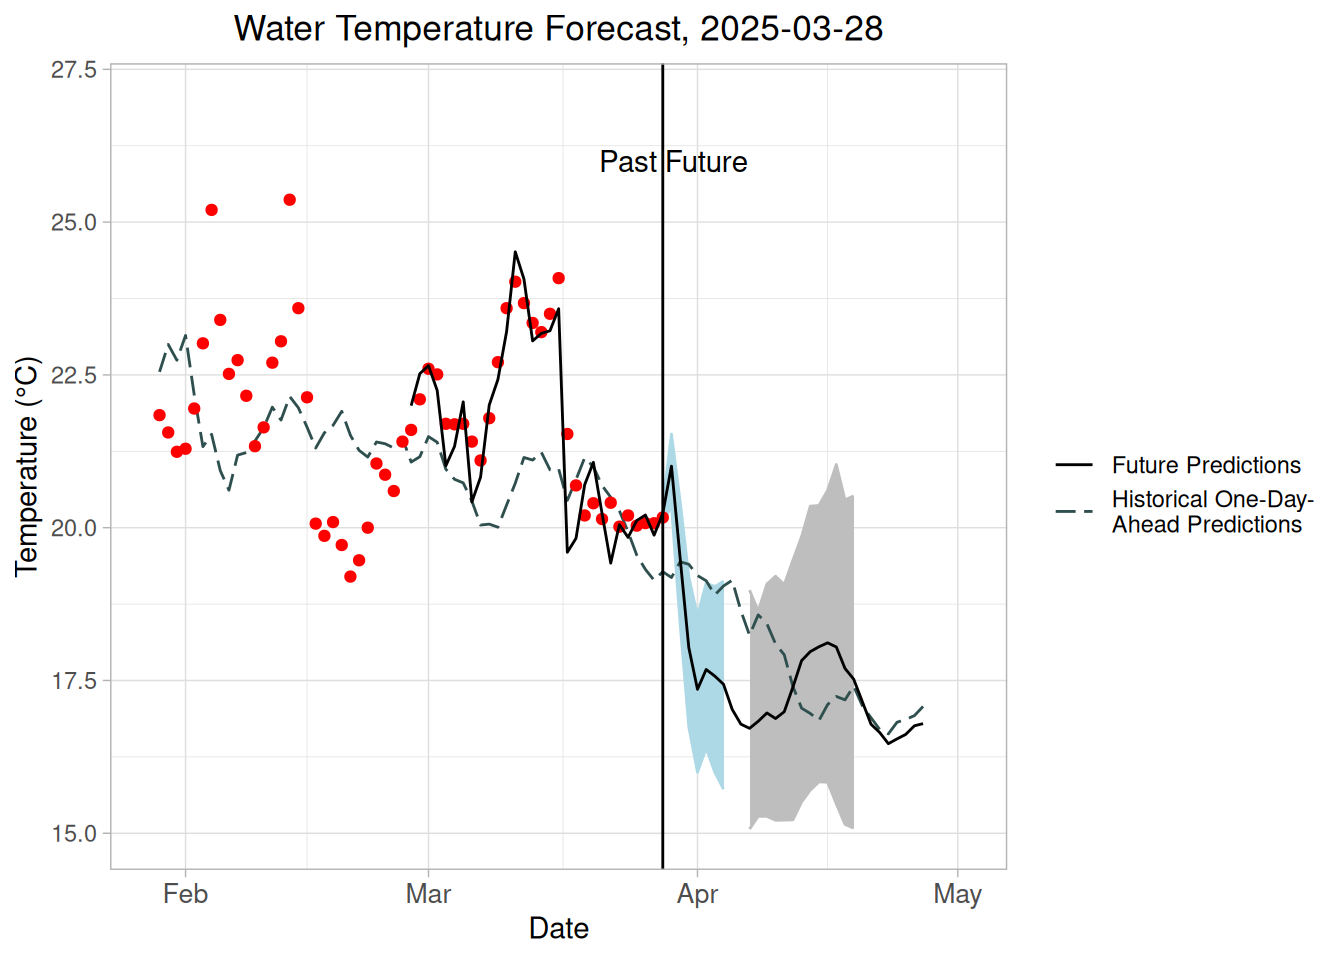 Water Temperature Forecast, 2025-03-28
27.5
25.0
22.5
20.0
17.5
15.0
Temperature (°C)
Past Future
Feb
Mar
Apr
May
Date
Future Predictions
Historical One-Day-
Ahead Predictions